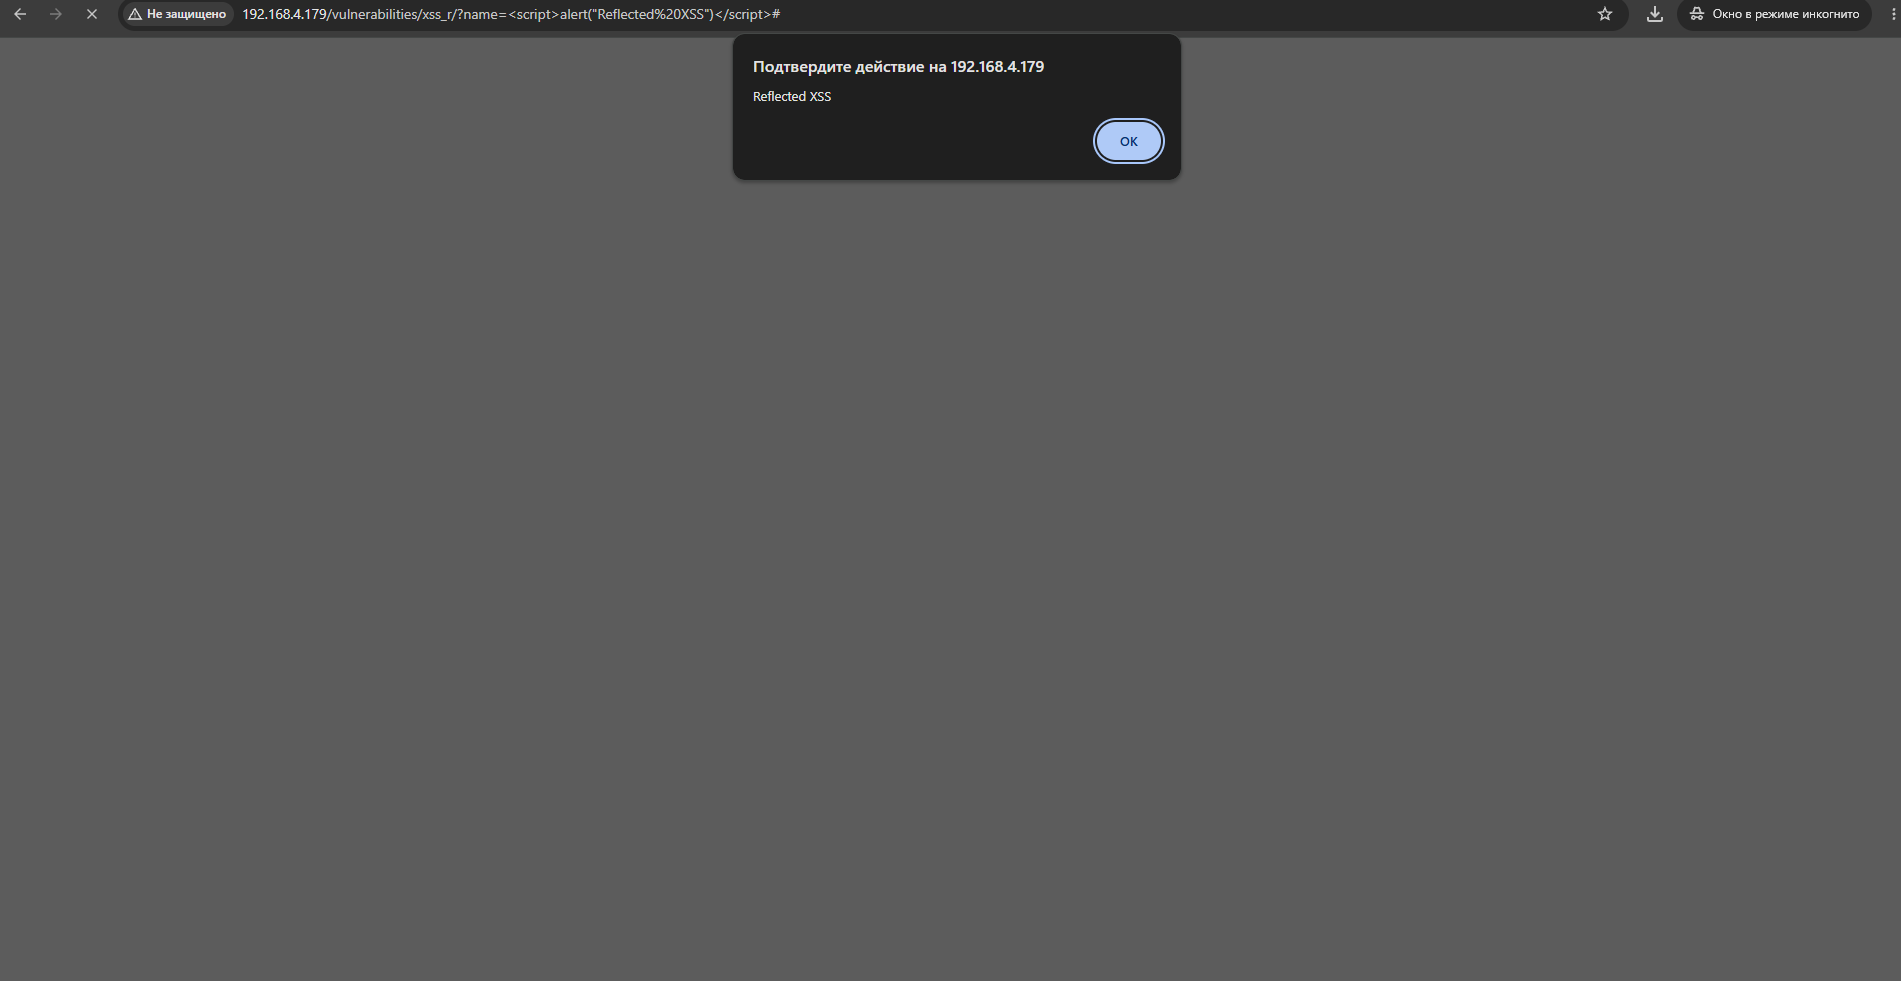 Не защищено
192.168.4.179/vulnerabilities/xss_r/?name=<script>alert("Reflected%20XSS")</script>#
Окно в режиме инкогнито
Подтвердите действие на 192.168.4.179
Reflected XSS
ОК